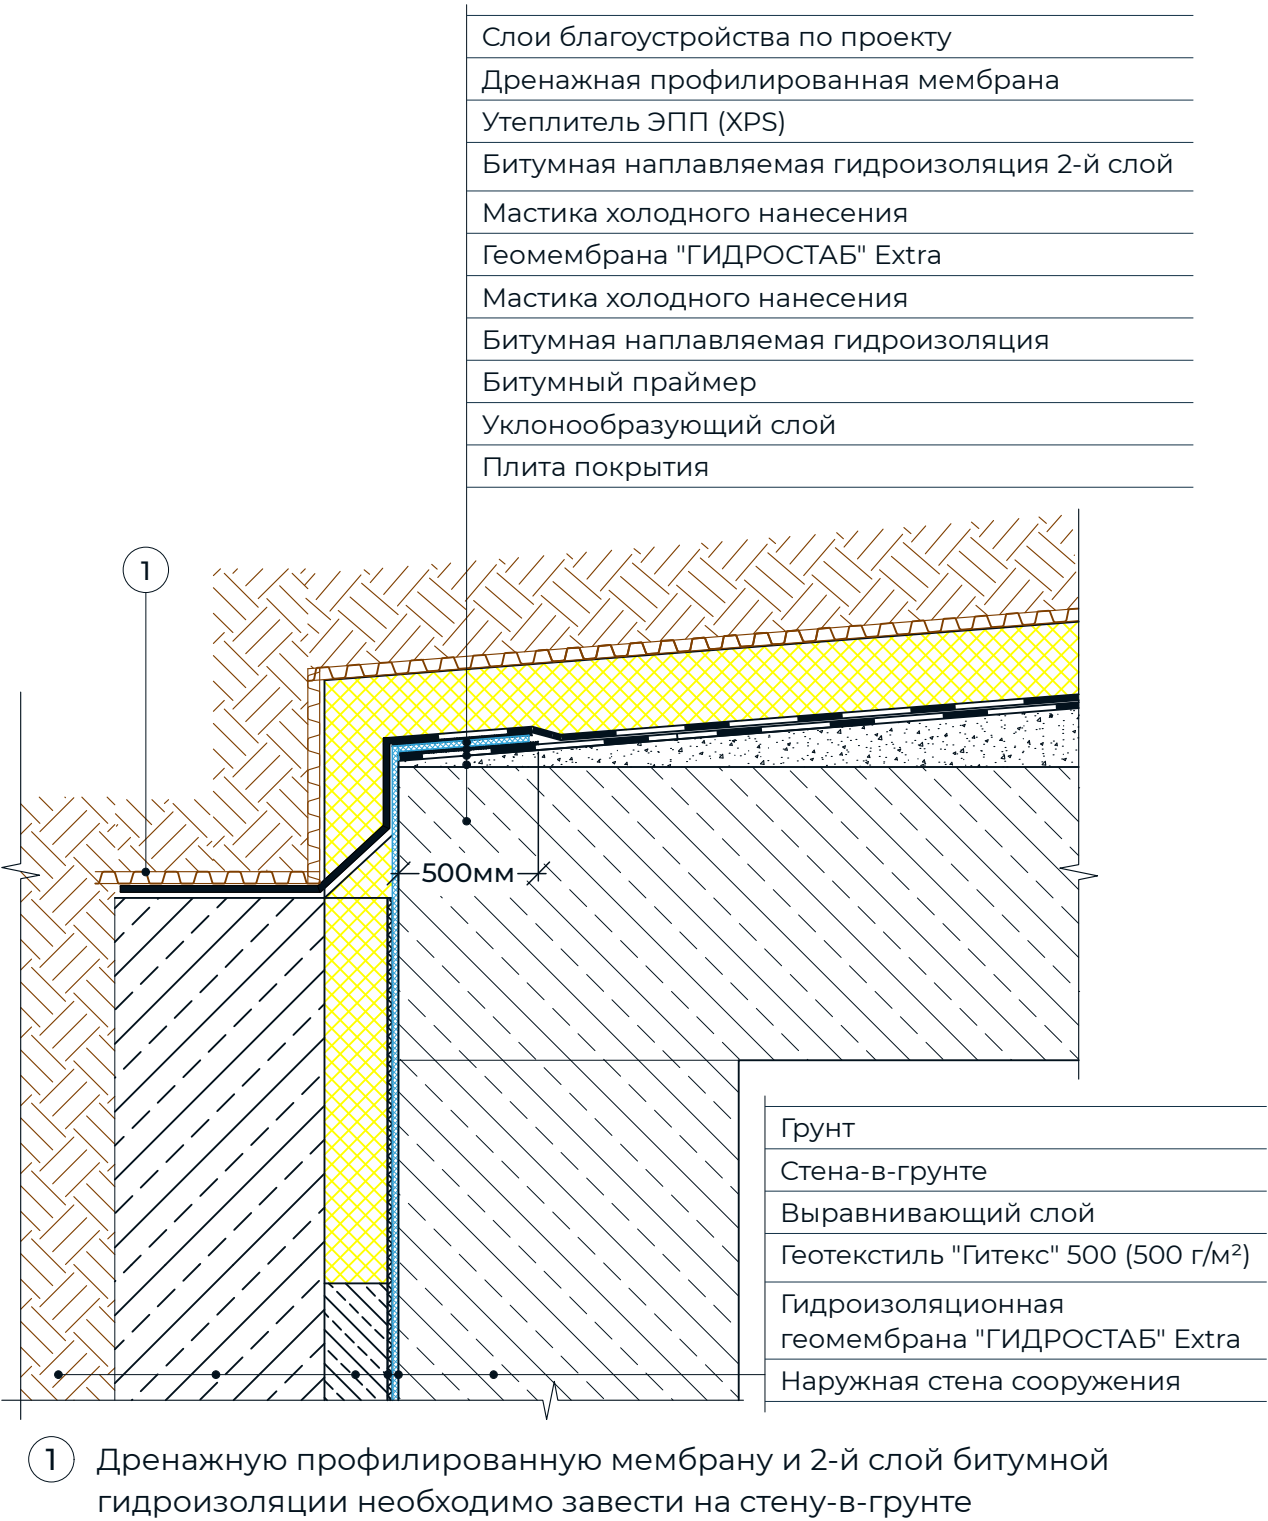 Слои благоустройства по проекту
Дренажная профилированная мембрана
Утеплитель ЭПП (XPS)
Битумная наплавляемая гидроизоляция 2-й слой
Мастика холодного нанесения
Геомембрана "ГИДРОСТАБ" Extra
Мастика холодного нанесения
Битумная наплавляемая гидроизоляция
Битумный праймер
Уклонообразующий слой
Плита покрытия
1
500мм
Грунт
Стена-в-грунте
Выравнивающий слой
Геотекстиль "Гитекс" 500 (500 г/м²)
Гидроизоляционная
геомембрана "ГИДРОСТАБ" Extra
Наружная стена сооружения
1 Дренажную профилированную мембрану и 2-й слой битумной
гидроизоляции необходимо завести на стену-в-грунте